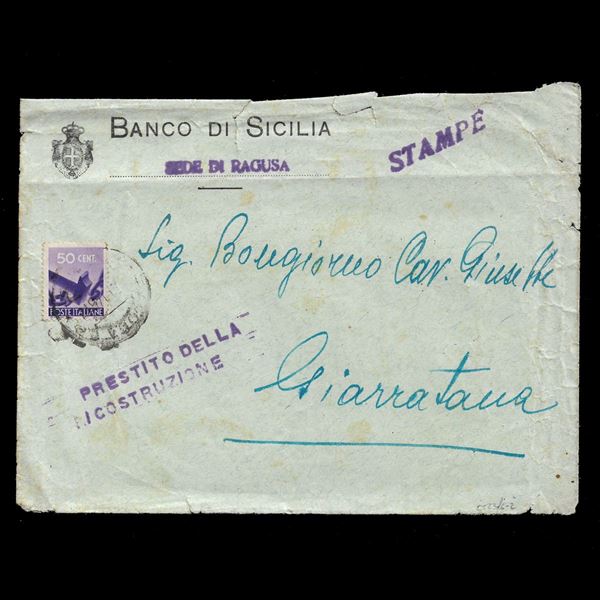 BANCO DI SICILIA
SEDE DI RAGUSA
STAMPE
50 CENT.
POSTE ITALIANE
Sig. Bongiorno Cav. Giuseppe
PRESTITO DELLA
RICOSTRUZIONE
Giarratana